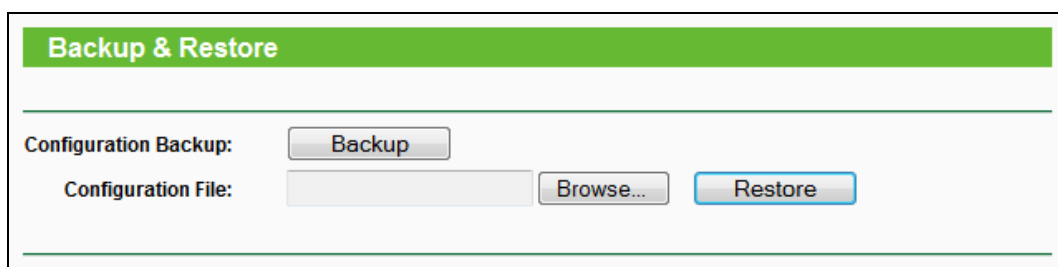 Backup & Restore
Configuration Backup: Backup
Configuration File: Browse... Restore